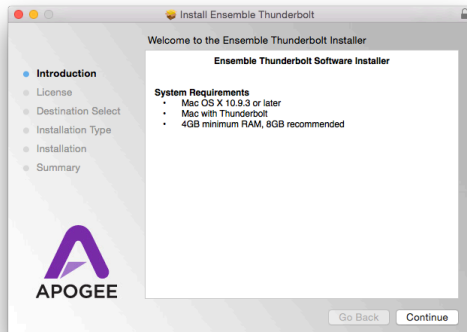 Install Ensemble Thunderbolt
Welcome to the Ensemble Thunderbolt Installer
Introduction
License
Destination Select
Installation Type
Installation
Summary
Ensemble Thunderbolt Software Installer
System Requirements
• Mac OS X 10.9.3 or later
• Mac with Thunderbolt
• 4GB minimum RAM, 8GB recommended
APOGEE
Go Back
Continue